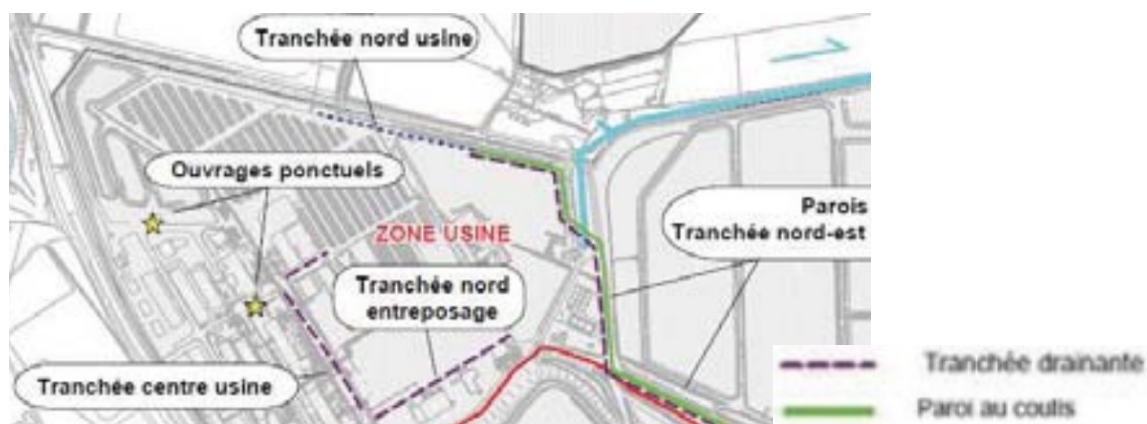 Tranchée nord usine
Ouvrages ponctuels
Parois
Tranchée nord-est
ZONE USINE
Tranchée nord
entreposage
Tranchée centre usine
Tranchée drainante
Paroi au coulis